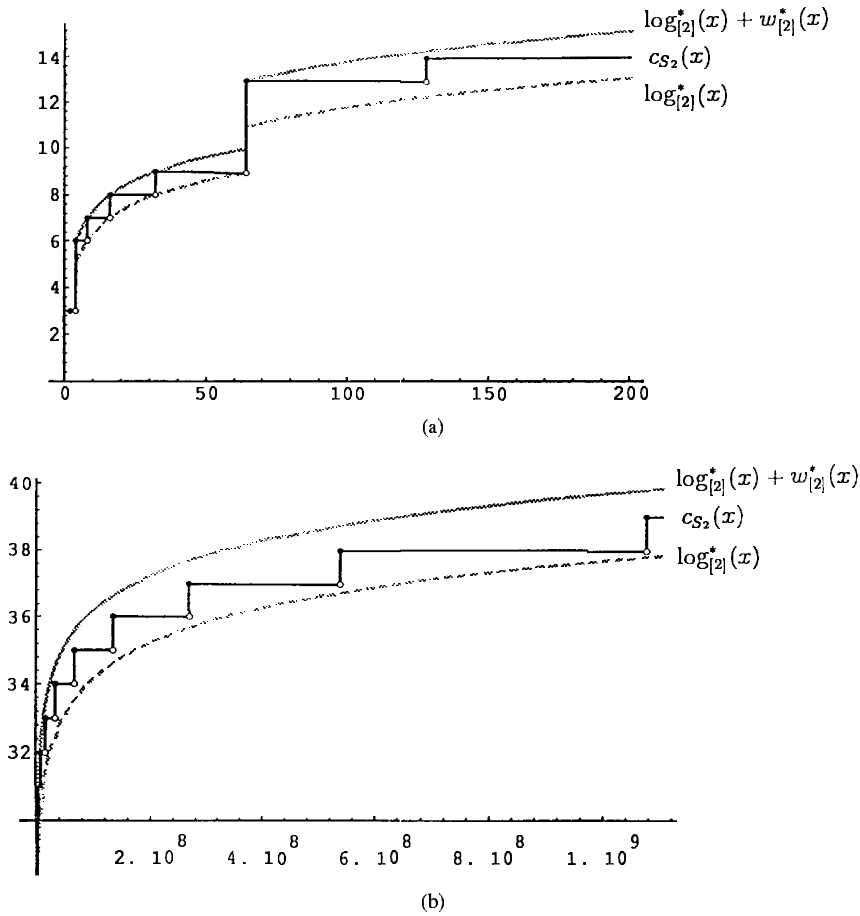 log*[2](x) + w*[2](x)
c_{S_2}(x)
log*[2](x)
14
12
10
8
6
4
2
0 50 100 150 200
(a)
log*[2](x) + w*[2](x)
c_{S_2}(x)
log*[2](x)
40
38
36
34
32
2. 10^8 4. 10^8 6. 10^8 8. 10^8 1. 10^9
(b)